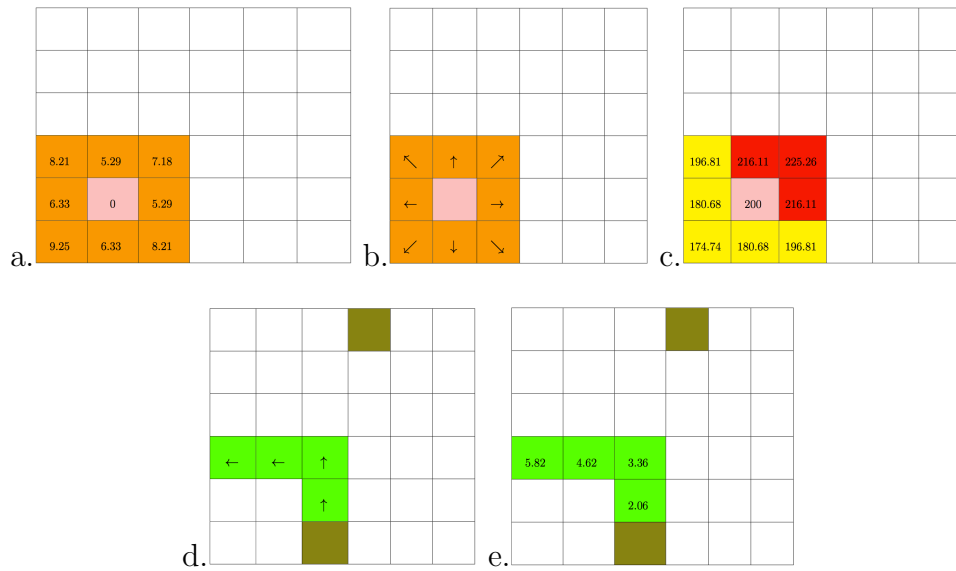 8.21 5.29 7.18
6.33 0 5.29
9.25 6.33 8.21
a.
↖ ↑ ↗
← →
↙ ↓ ↘
b.
196.81 216.11 225.26
180.68 200 216.11
174.74 180.68 196.81
c.
← ← ↑
↑
d.
5.82 4.62 3.36
2.06
e.